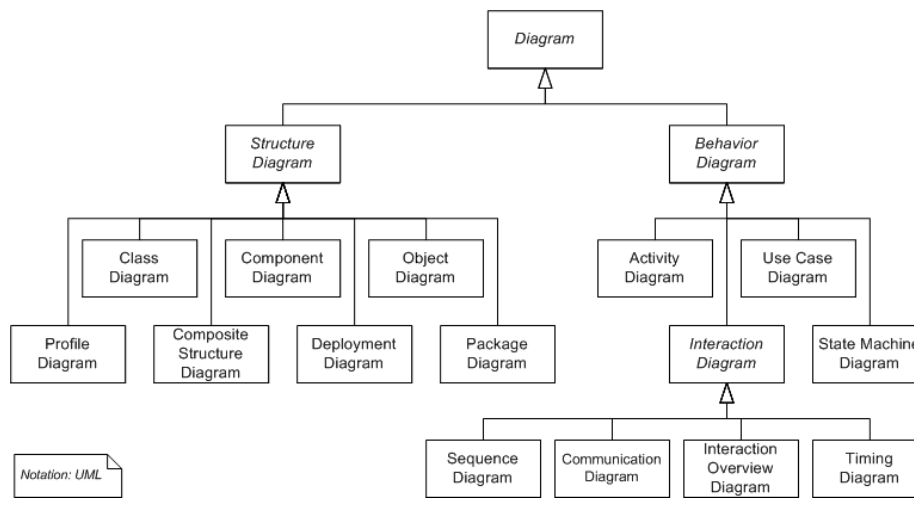 Diagram
Structure
Diagram
Behavior
Diagram
Class
Diagram
Component
Diagram
Object
Diagram
Activity
Diagram
Use Case
Diagram
Profile
Diagram
Composite
Structure
Diagram
Deployment
Diagram
Package
Diagram
Interaction
Diagram
State Machine
Diagram
Sequence
Diagram
Communication
Diagram
Interaction
Overview
Diagram
Timing
Diagram
Notation: UML